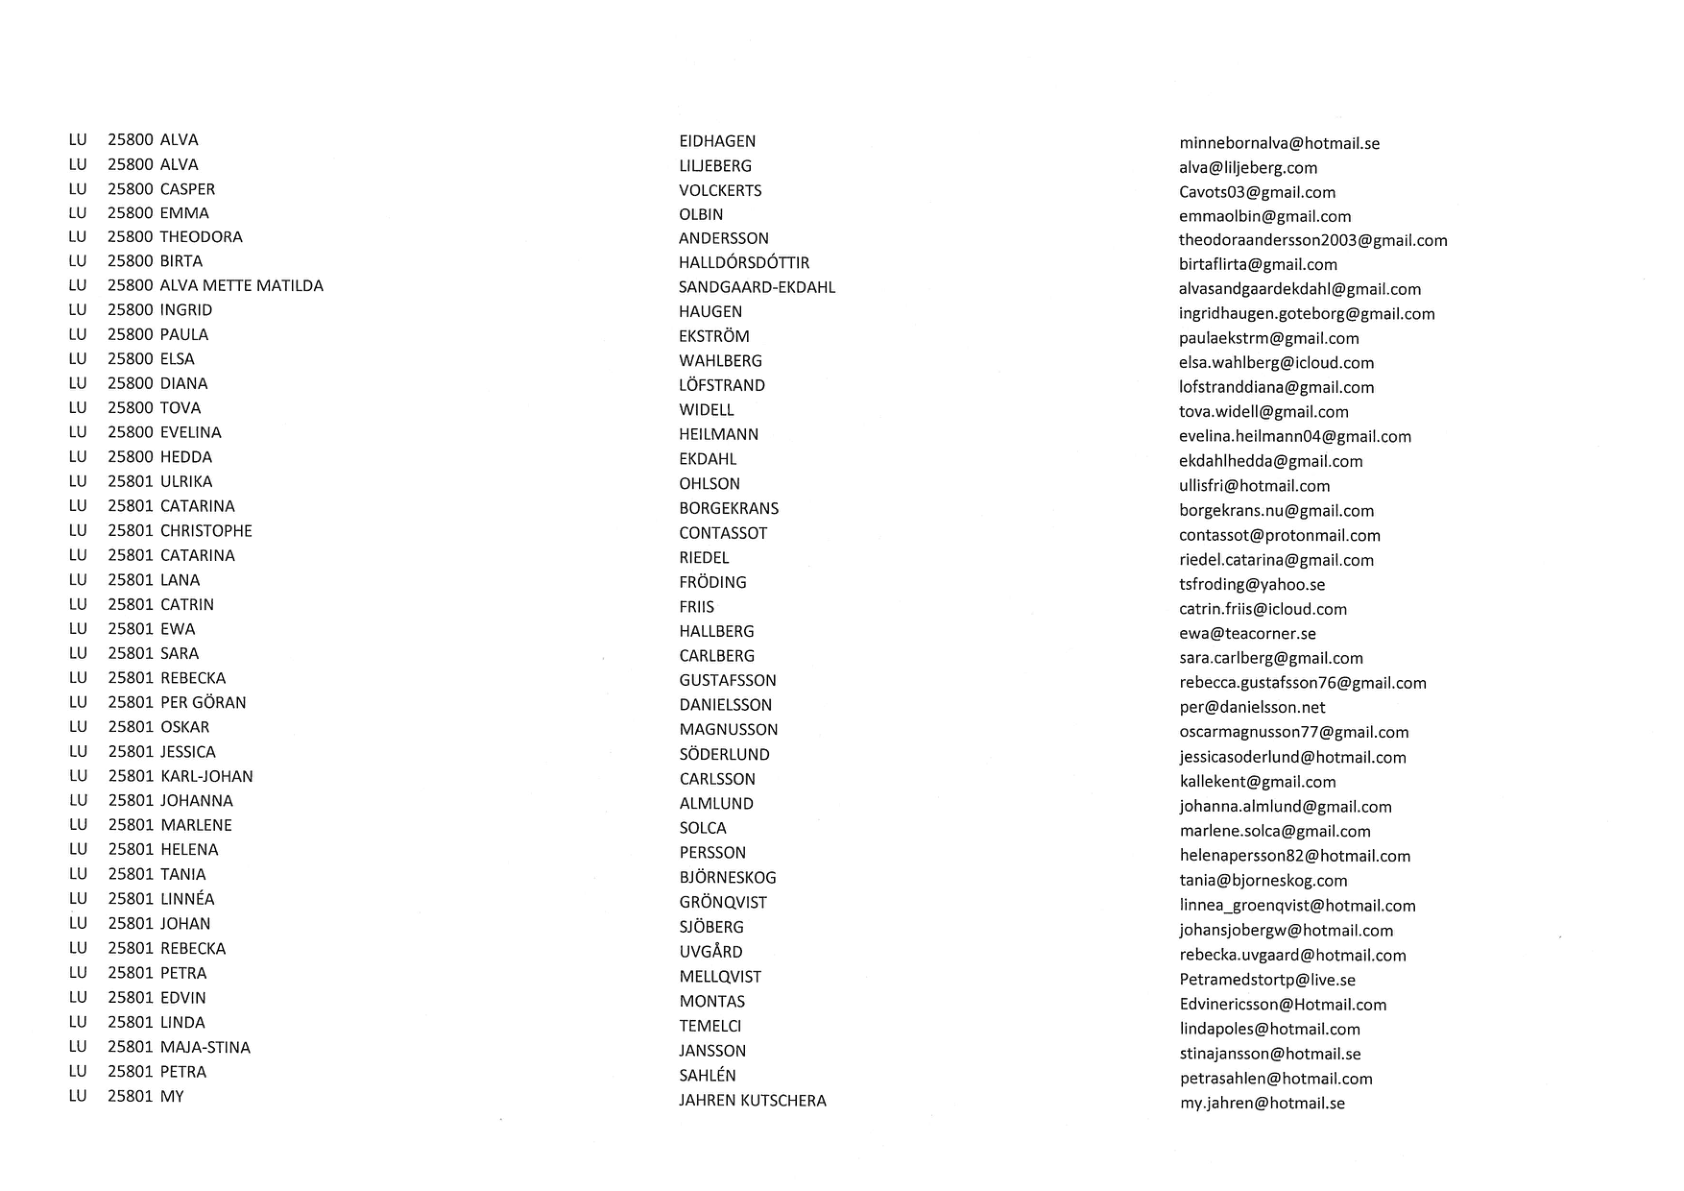 LU 25800 ALVA EIDHAGEN minnebornalva@hotmail.se
LU 25800 ALVA LILJEBERG alva@liljeberg.com
LU 25800 CASPER VOLCKERTS Cavots03@gmail.com
LU 25800 EMMA OLBIN emmaolbin@gmail.com
LU 25800 THEODORA ANDERSSON theodoraandersson2003@gmail.com
LU 25800 BIRTA HALLDÓRSDÓTTIR birtaflirta@gmail.com
LU 25800 ALVA METTE MATILDA SANDGAARD-EKDAHL alvasandgaardekdahl@gmail.com
LU 25800 INGRID HAUGEN ingridhaugen.goteborg@gmail.com
LU 25800 PAULA EKSTRÖM paulaekstrm@gmail.com
LU 25800 ELSA WAHLBERG elsa.wahlberg@icloud.com
LU 25800 DIANA LÖFSTRAND lofstranddiana@gmail.com
LU 25800 TOVA WIDELL tova.widell@gmail.com
LU 25800 EVELINA HEILMANN evelina.heilmann04@gmail.com
LU 25800 HEDDA EKDAHL ekdahlhedda@gmail.com
LU 25801 ULRIKA OHLSON ullisfri@hotmail.com
LU 25801 CATARINA BORGEKRANS borgekrans.nu@gmail.com
LU 25801 CHRISTOPHE CONTASSOT contassot@protonmail.com
LU 25801 CATARINA RIEDEL riedel.catarina@gmail.com
LU 25801 LANA FRÖDING tsfroding@yahoo.se
LU 25801 CATRIN FRIIS catrin.friis@icloud.com
LU 25801 EWA HALLBERG ewa@teacorner.se
LU 25801 SARA CARLBERG sara.carlberg@gmail.com
LU 25801 REBECKA GUSTAFSSON rebecca.gustafsson76@gmail.com
LU 25801 PER GÖRAN DANIELSSON per@danielsson.net
LU 25801 OSKAR MAGNUSSON oscarmagnusson77@gmail.com
LU 25801 JESSICA SÖDERLUND jessicasoderlund@hotmail.com
LU 25801 KARL-JOHAN CARLSSON kallekent@gmail.com
LU 25801 JOHANNA ALMLUND johanna.almlund@gmail.com
LU 25801 MARLENE SOLCA marlene.solca@gmail.com
LU 25801 HELENA PERSSON helenapersson82@hotmail.com
LU 25801 TANIA BJÖRNESKOG tania@bjorneskog.com
LU 25801 LINNÉA GRÖNQVIST linnea_groenqvist@hotmail.com
LU 25801 JOHAN SJÖBERG johansjobergw@hotmail.com
LU 25801 REBECKA UVGÅRD rebecka.uvgaard@hotmail.com
LU 25801 PETRA MELLQVIST Petramedstortp@live.se
LU 25801 EDVIN MONTAS Edvinericsson@Hotmail.com
LU 25801 LINDA TEMELCI lindapoles@hotmail.com
LU 25801 MAJA-STINA JANSSON stinajansson@hotmail.se
LU 25801 PETRA SAHLÉN petrasahlen@hotmail.com
LU 25801 MY JAHREN KUTSCHERA my.jahren@hotmail.se